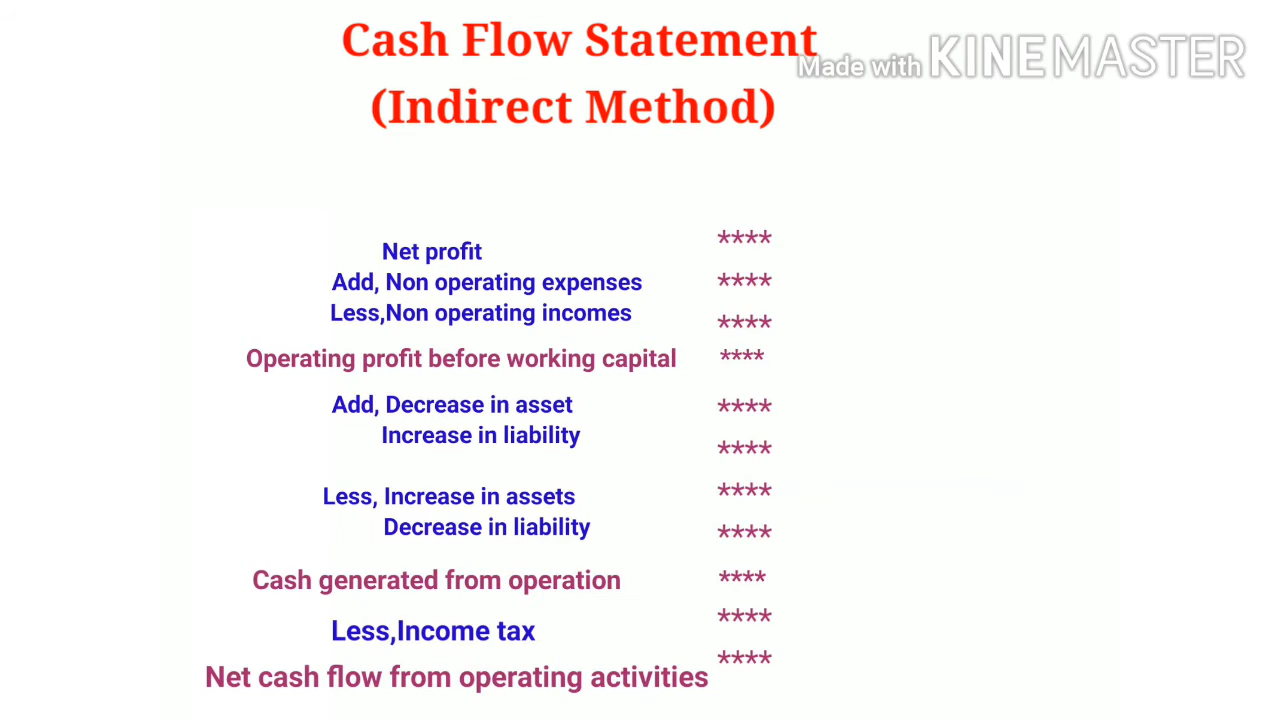 Cash Flow Statement
Made with KINEMASTER
(Indirect Method)
Net profit ****
Add, Non operating expenses ****
Less,Non operating incomes ****
Operating profit before working capital ****
Add, Decrease in asset ****
Increase in liability ****
Less, Increase in assets ****
Decrease in liability ****
Cash generated from operation ****
Less,Income tax ****
Net cash flow from operating activities ****